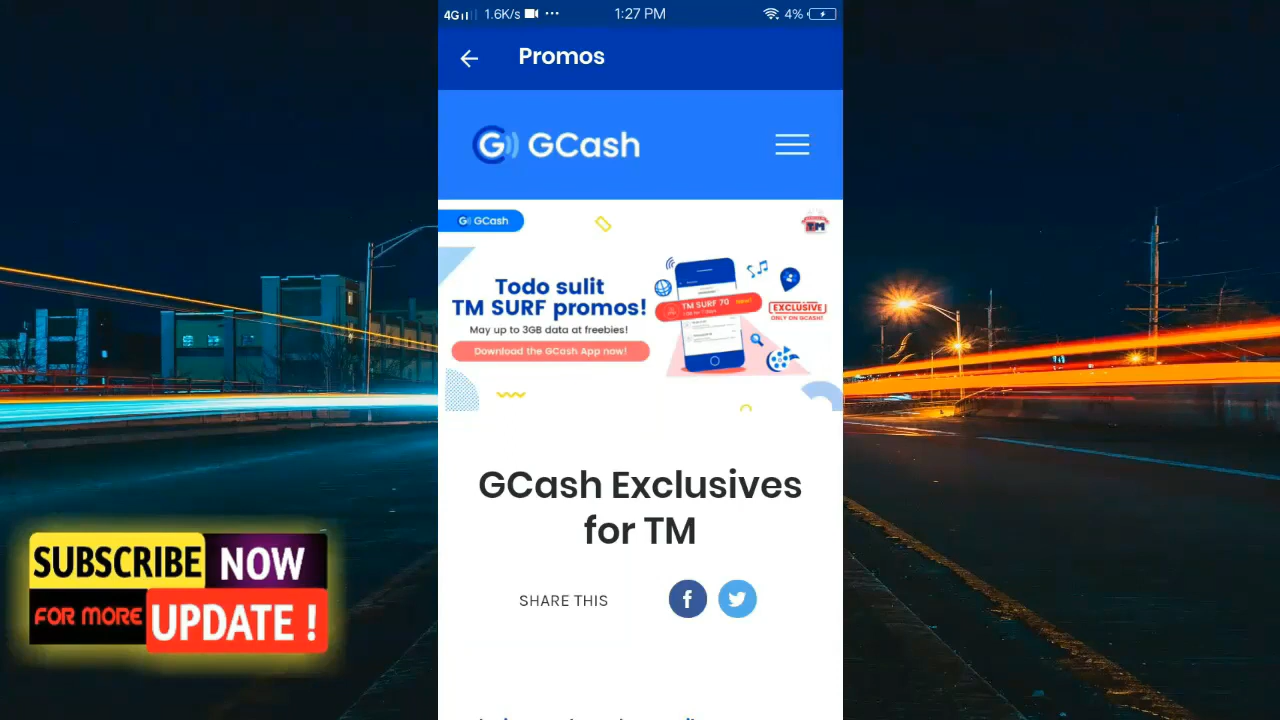 4G 1.6K/s 1:27 PM 4%
Promos
G GCash
G GCash
TM
Todo sulit
TM SURF promos!
May up to 3GB data at freebies!
Download the GCash App now!
TM SURF 70
EXCLUSIVE
ONLY ON GCASH!
GCash Exclusives
for TM
SHARE THIS
f
SUBSCRIBE NOW
FOR MORE UPDATE !